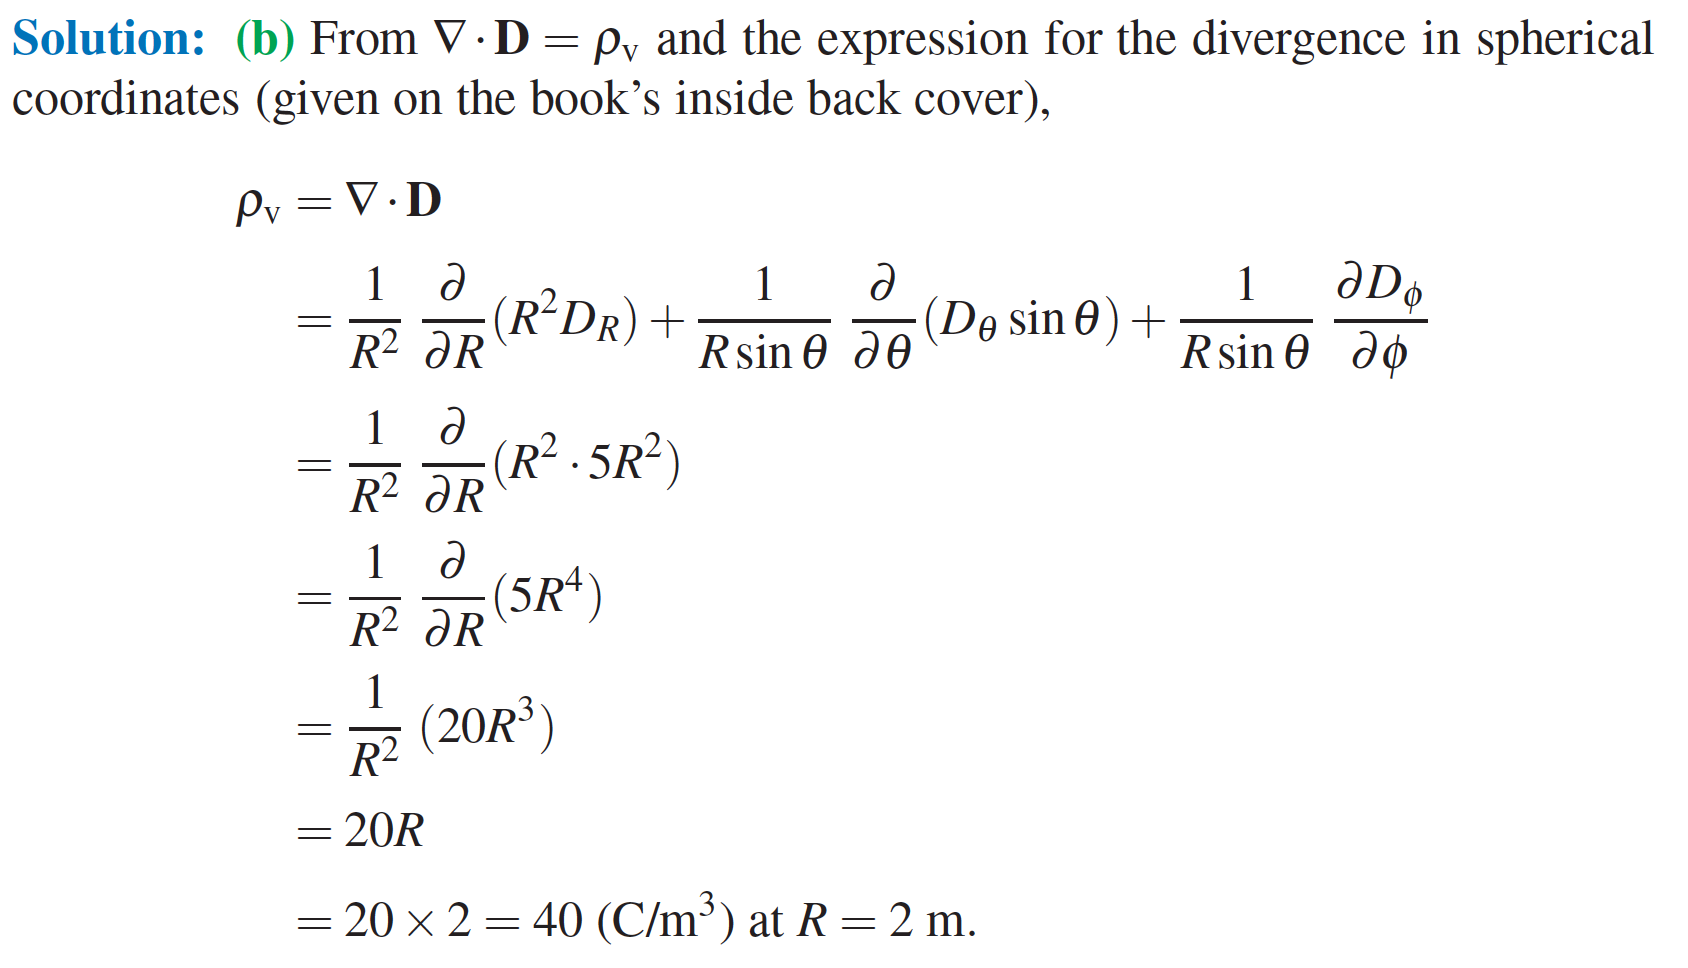 Solution: (b) From ∇ · D = ρᵥ and the expression for the divergence in spherical
coordinates (given on the book’s inside back cover),
ρᵥ = ∇ · D
= 1/R² ∂/∂R (R²D_R) + 1/(R sin θ) ∂/∂θ (D_θ sin θ) + 1/(R sin θ) ∂D_ϕ/∂ϕ
= 1/R² ∂/∂R (R² · 5R²)
= 1/R² ∂/∂R (5R⁴)
= 1/R² (20R³)
= 20R
= 20 × 2 = 40 (C/m³) at R = 2 m.